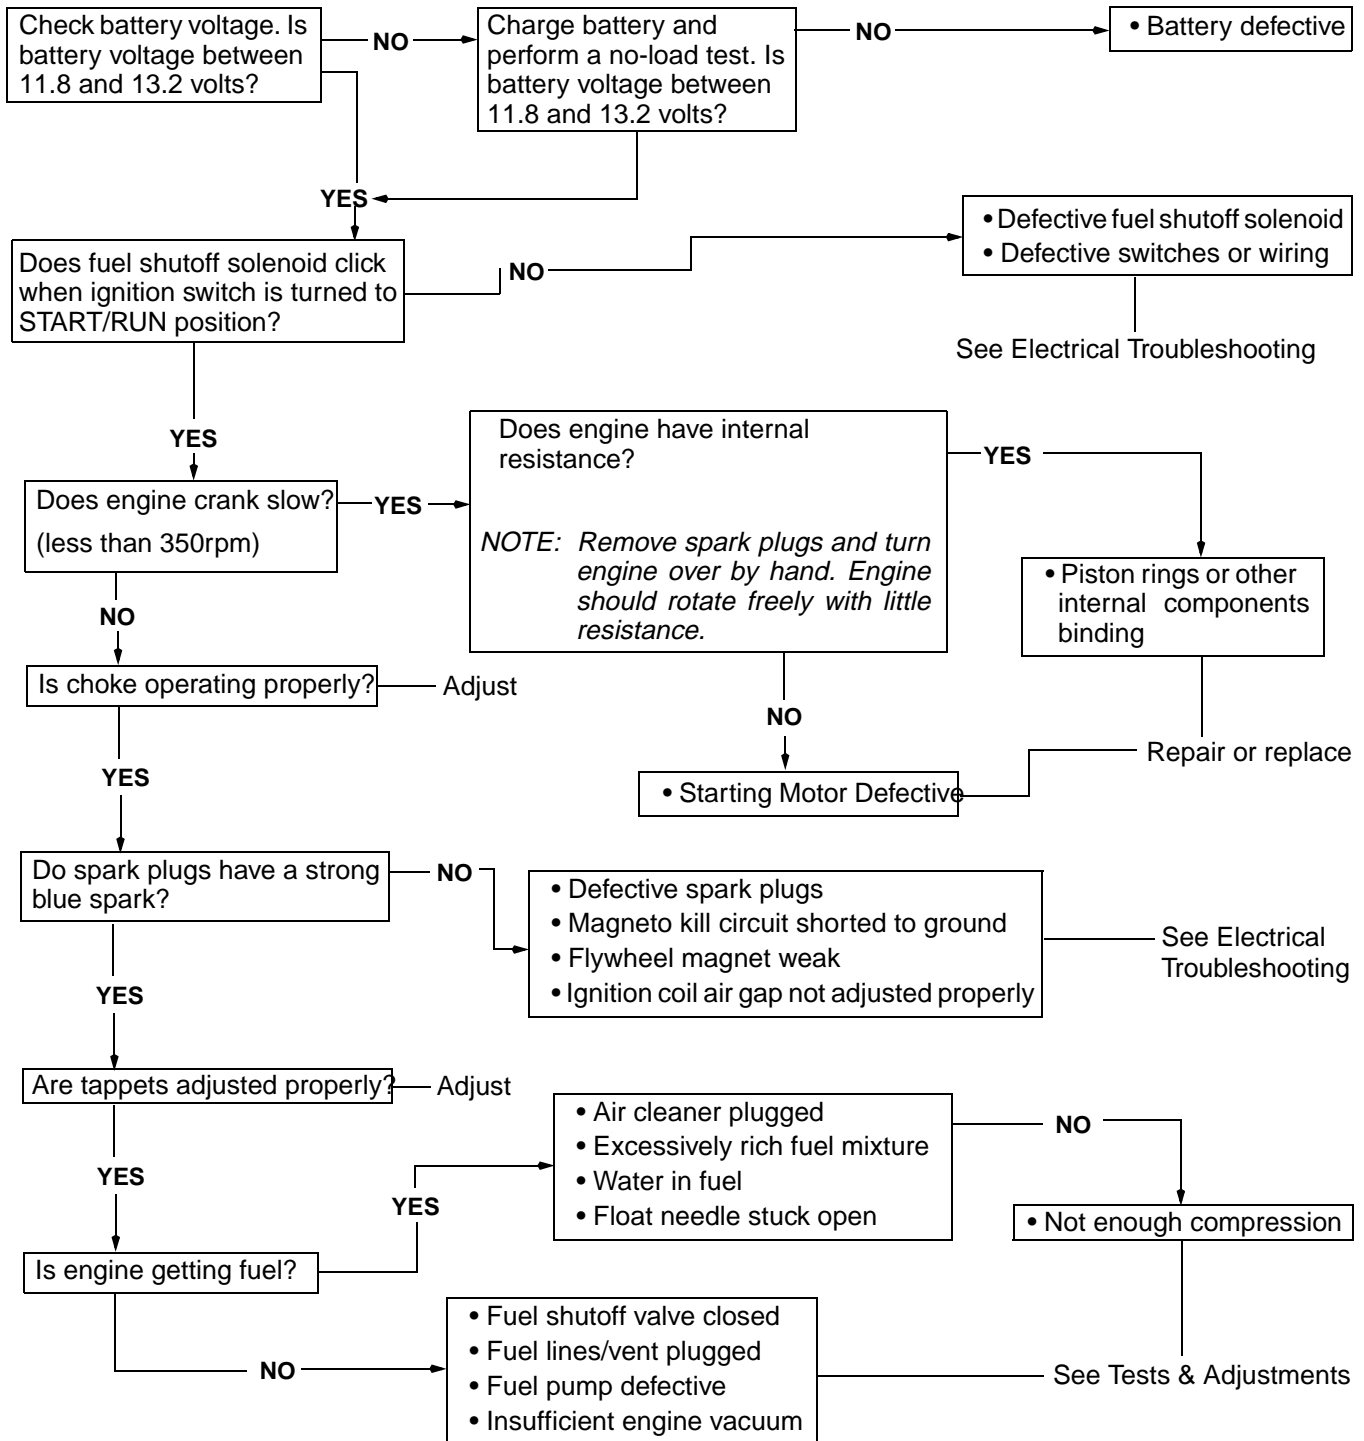 Check battery voltage. Is
battery voltage between
11.8 and 13.2 volts?
NO
Charge battery and
perform a no-load test. Is
battery voltage between
11.8 and 13.2 volts?
NO
• Battery defective
YES
Does fuel shutoff solenoid click
when ignition switch is turned to
START/RUN position?
NO
• Defective fuel shutoff solenoid
• Defective switches or wiring
See Electrical Troubleshooting
YES
Does engine crank slow?
(less than 350rpm)
YES
Does engine have internal
resistance?
NOTE: Remove spark plugs and turn
engine over by hand. Engine
should rotate freely with little
resistance.
YES
• Piston rings or other
internal components
binding
NO
Is choke operating properly?
Adjust
NO
Repair or replace
• Starting Motor Defective
YES
Do spark plugs have a strong
blue spark?
NO
• Defective spark plugs
• Magneto kill circuit shorted to ground
• Flywheel magnet weak
• Ignition coil air gap not adjusted properly
See Electrical
Troubleshooting
YES
Are tappets adjusted properly?
Adjust
YES
Is engine getting fuel?
YES
• Air cleaner plugged
• Excessively rich fuel mixture
• Water in fuel
• Float needle stuck open
NO
• Not enough compression
NO
• Fuel shutoff valve closed
• Fuel lines/vent plugged
• Fuel pump defective
• Insufficient engine vacuum
See Tests & Adjustments